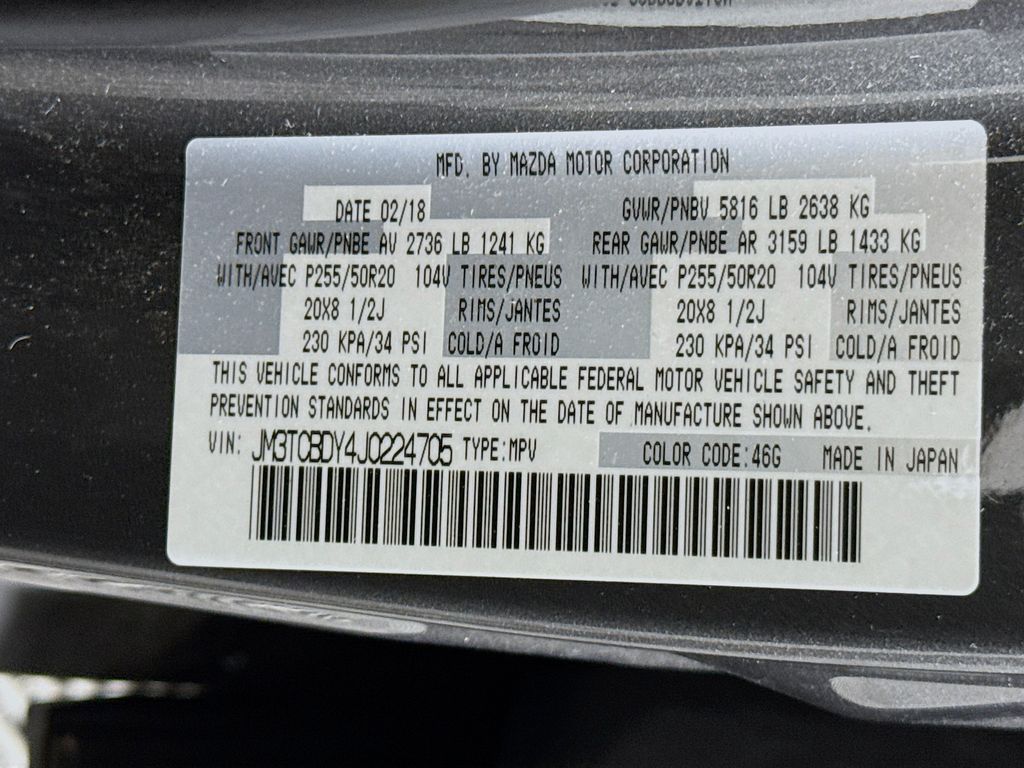 MFD. BY MAZDA MOTOR CORPORATION
DATE 02/18 GVWR/PNBV 5816 LB 2638 KG
FRONT GAWR/PNBE AV 2736 LB 1241 KG REAR GAWR/PNBE AR 3159 LB 1433 KG
WITH/AVEC P255/50R20 104V TIRES/PNEUS WITH/AVEC P255/50R20 104V TIRES/PNEUS
20X8 1/2J RIMS/JANTES 20X8 1/2J RIMS/JANTES
230 KPA/34 PSI COLD/A FROID 230 KPA/34 PSI COLD/A FROID
THIS VEHICLE CONFORMS TO ALL APPLICABLE FEDERAL MOTOR VEHICLE SAFETY AND THEFT
PREVENTION STANDARDS IN EFFECT ON THE DATE OF MANUFACTURE SHOWN ABOVE.
VIN: JM3TCBDY4J0224705 TYPE:MPV COLOR CODE:46G MADE IN JAPAN